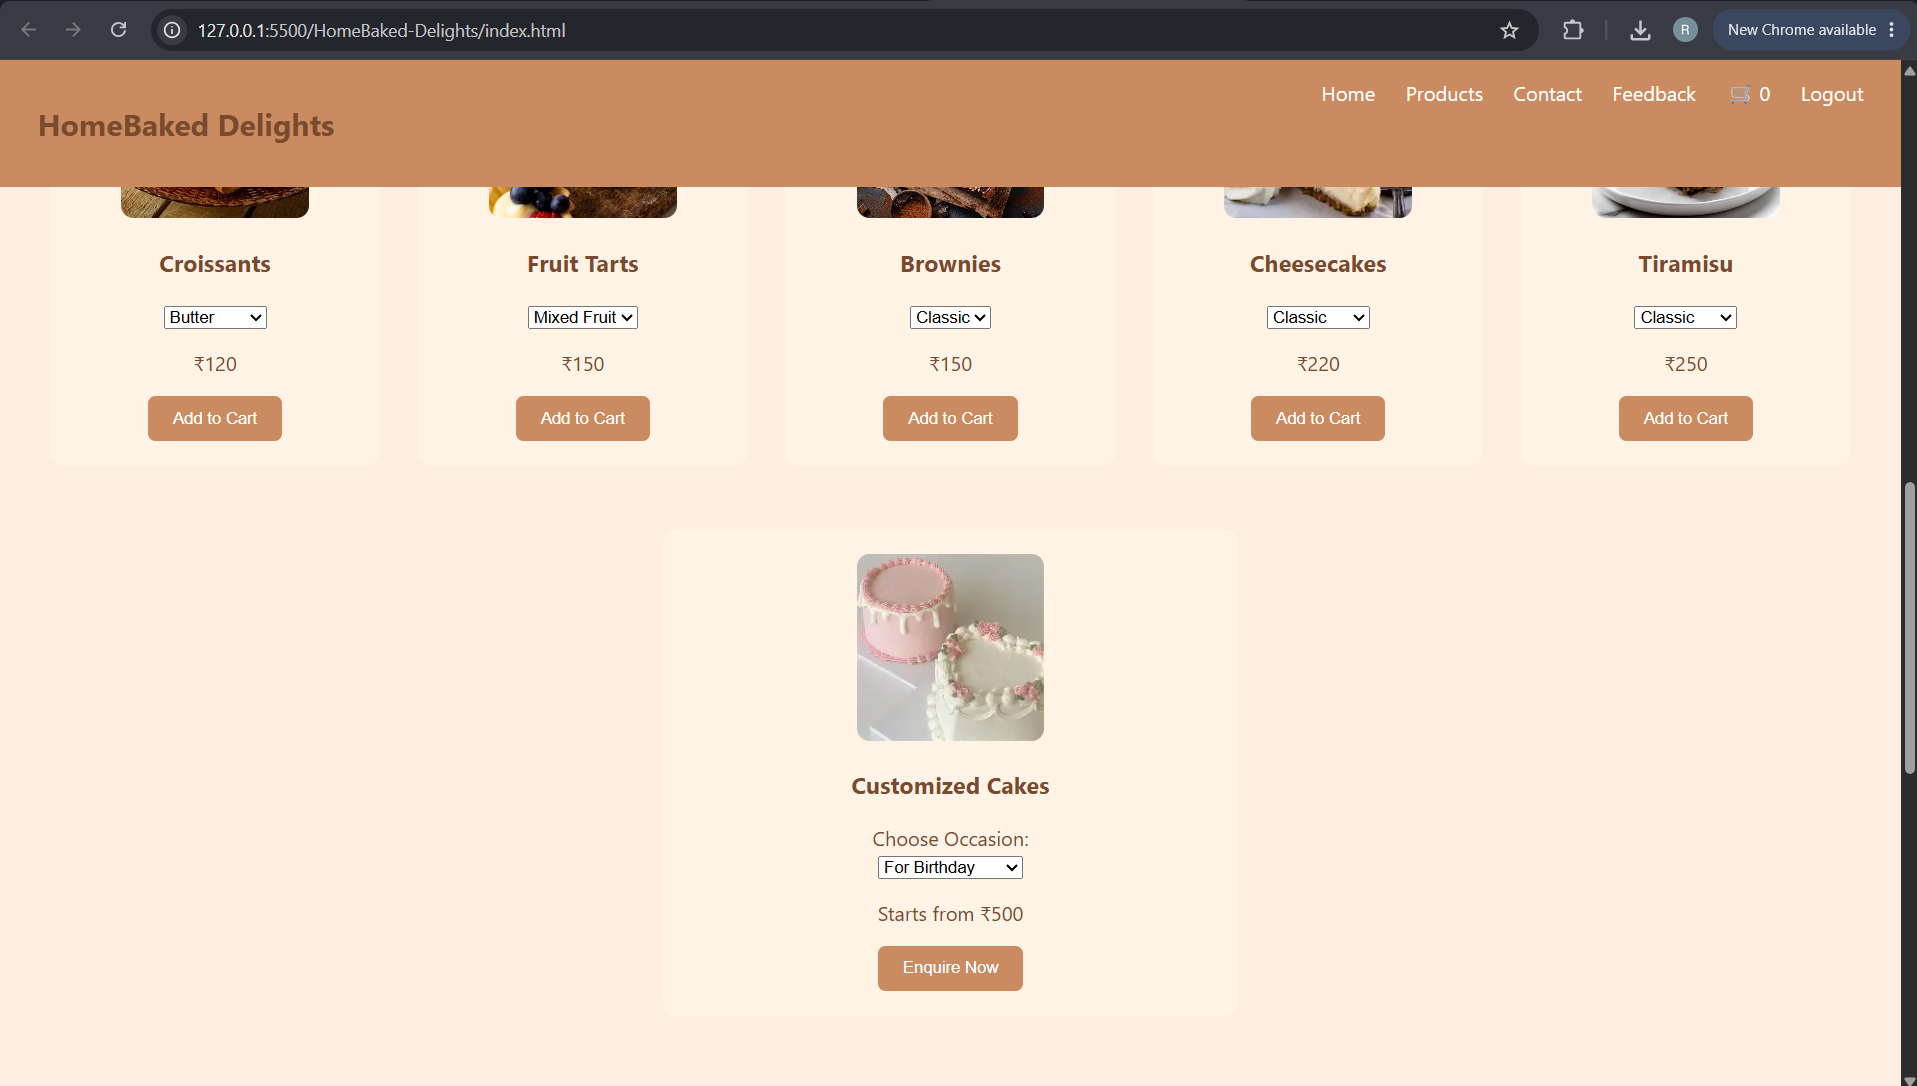 127.0.0.1:5500/HomeBaked-Delights/index.html
R
New Chrome available
HomeBaked Delights
Home Products Contact Feedback 🛒 0 Logout
Croissants Fruit Tarts Brownies Cheesecakes Tiramisu
Butter Mixed Fruit Classic Classic Classic
₹120 ₹150 ₹150 ₹220 ₹250
Add to Cart Add to Cart Add to Cart Add to Cart Add to Cart
Customized Cakes
Choose Occasion:
For Birthday
Starts from ₹500
Enquire Now